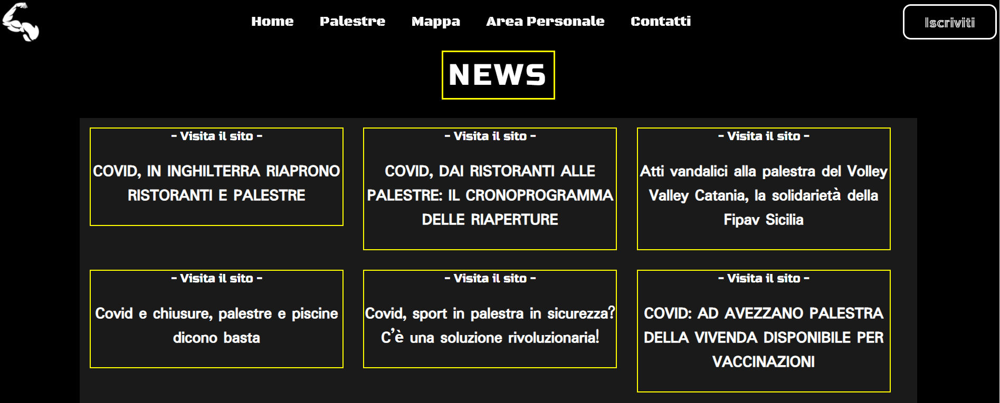 Home Palestre Mappa Area Personale Contatti Iscriviti
NEWS
- Visita il sito -
COVID, IN INGHILTERRA RIAPRONO
RISTORANTI E PALESTRE
- Visita il sito -
COVID, DAI RISTORANTI ALLE
PALESTRE: IL CRONOPROGRAMMA
DELLE RIAPERTURE
- Visita il sito -
Atti vandalici alla palestra del Volley
Valley Catania, la solidarietà della
Fipav Sicilia
- Visita il sito -
Covid e chiusure, palestre e piscine
dicono basta
- Visita il sito -
Covid, sport in palestra in sicurezza?
C’è una soluzione rivoluzionaria!
- Visita il sito -
COVID: AD AVEZZANO PALESTRA
DELLA VIVENDA DISPONIBILE PER
VACCINAZIONI